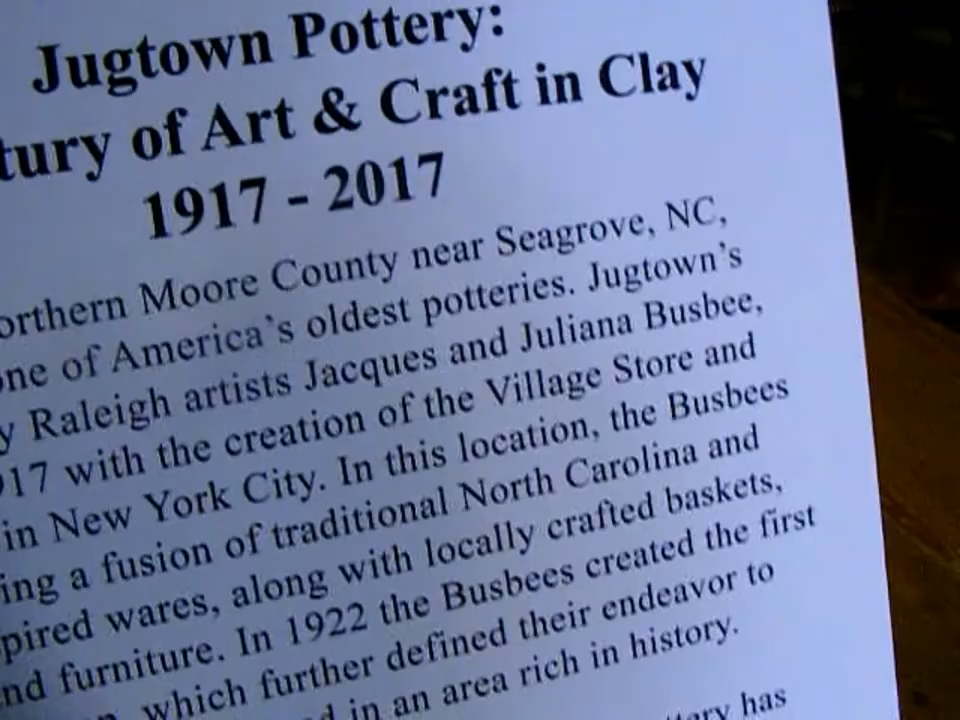 Jugtown Pottery:
tury of Art & Craft in Clay
1917 - 2017
orthern Moore County near Seagrove, NC,
one of America's oldest potteries. Jugtown's
y Raleigh artists Jacques and Juliana Busbee,
917 with the creation of the Village Store and
in New York City. In this location, the Busbees
ing a fusion of traditional North Carolina and
pired wares, along with locally crafted baskets,
nd furniture. In 1922 the Busbees created the first
which further defined their endeavor to
d in an area rich in history.
ttery has